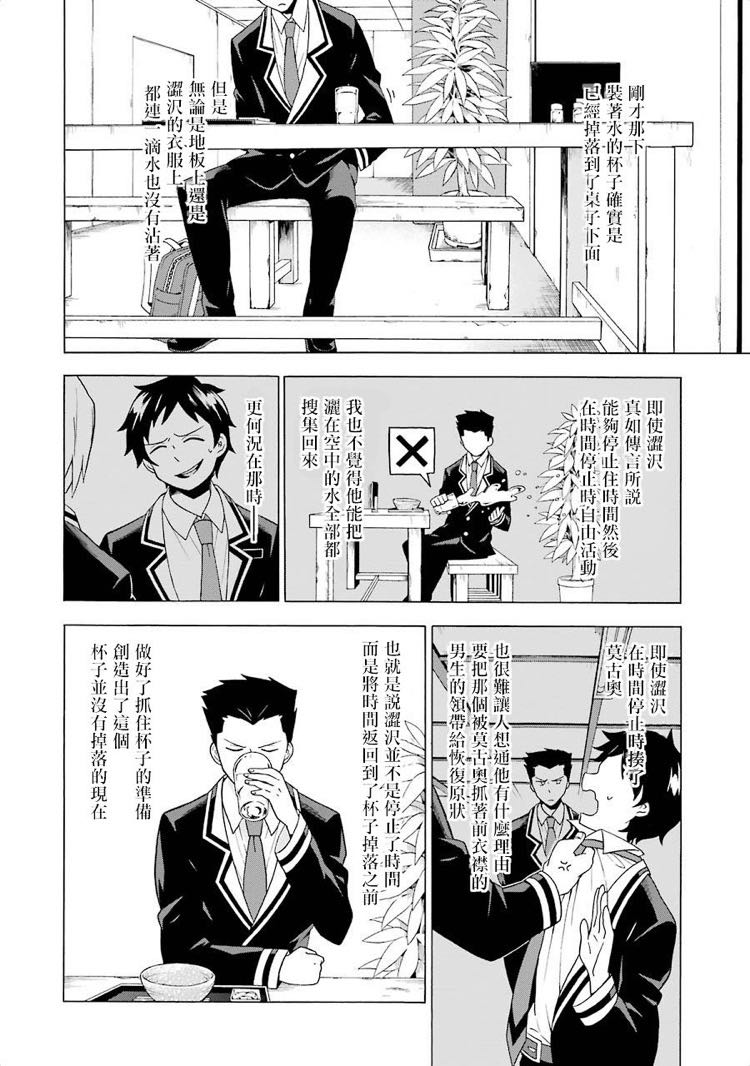 剛才那下
裝著水的杯子確實是
已經掉落到了桌子下面
但是
無論是地板上還是
澀沢的衣服上
都連一滴水也沒有沾著
即使澀沢
真如傳言所說
能夠停止住時間然後
在時間停止時自由活動
我也不覺得他能把
灑在空中的水全部都
搜集回來
更何況在那時——
即使澀沢
在時間停止時揍了
莫古奧
也很難讓人想通他有什麼理由
要把那個被莫古奧抓著前衣襟的
男生的領帶給恢復原狀
也就是說澀沢並不是停止了時間
而是將時間返回到了杯子掉落之前
做好了抓住杯子的準備
創造出了這個
杯子並沒有掉落的現在